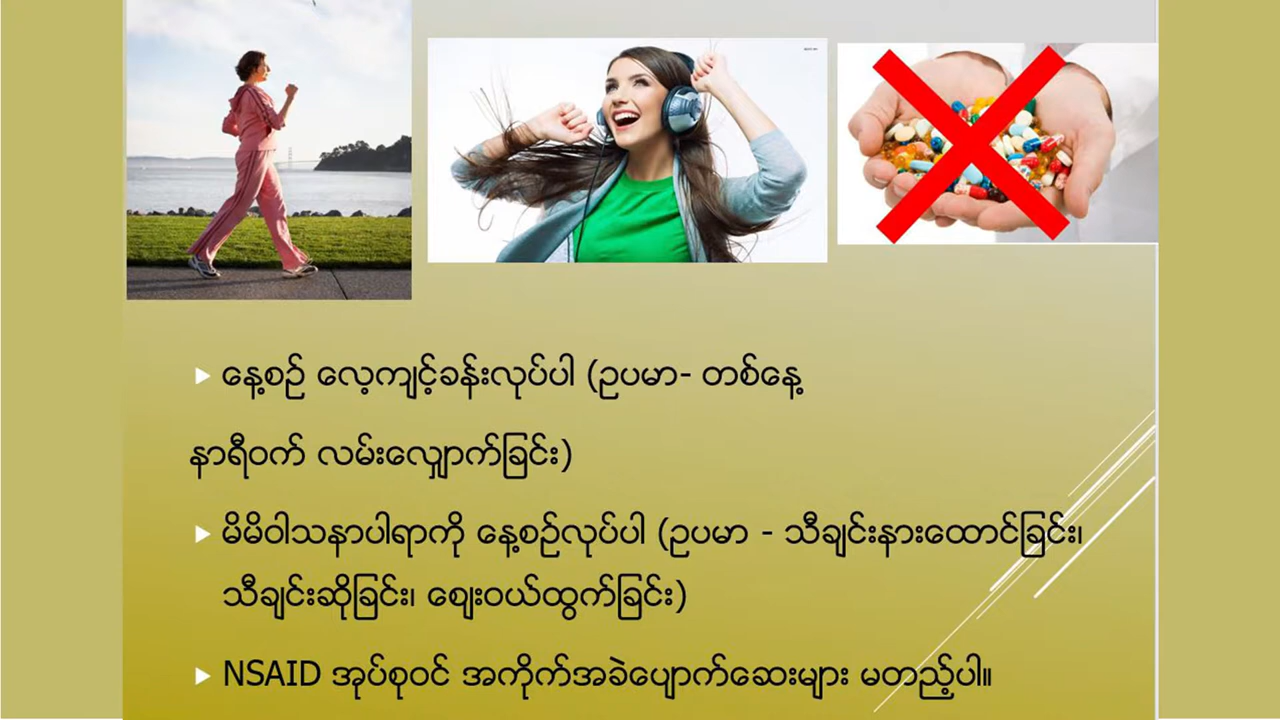 နေ့စဉ် လေ့ကျင့်ခန်းလုပ်ပါ (ဥပမာ- တစ်နေ့
နာရီဝက် လမ်းလျှောက်ခြင်း)
မိမိဝါသနာပါရာကို နေ့စဉ်လုပ်ပါ (ဥပမာ - သီချင်းနားထောင်ခြင်း၊
သီချင်းဆိုခြင်း၊ ဈေးဝယ်ထွက်ခြင်း)
NSAID အုပ်စုဝင် အကိုက်အခဲပျောက်ဆေးများ မတည့်ပါ။